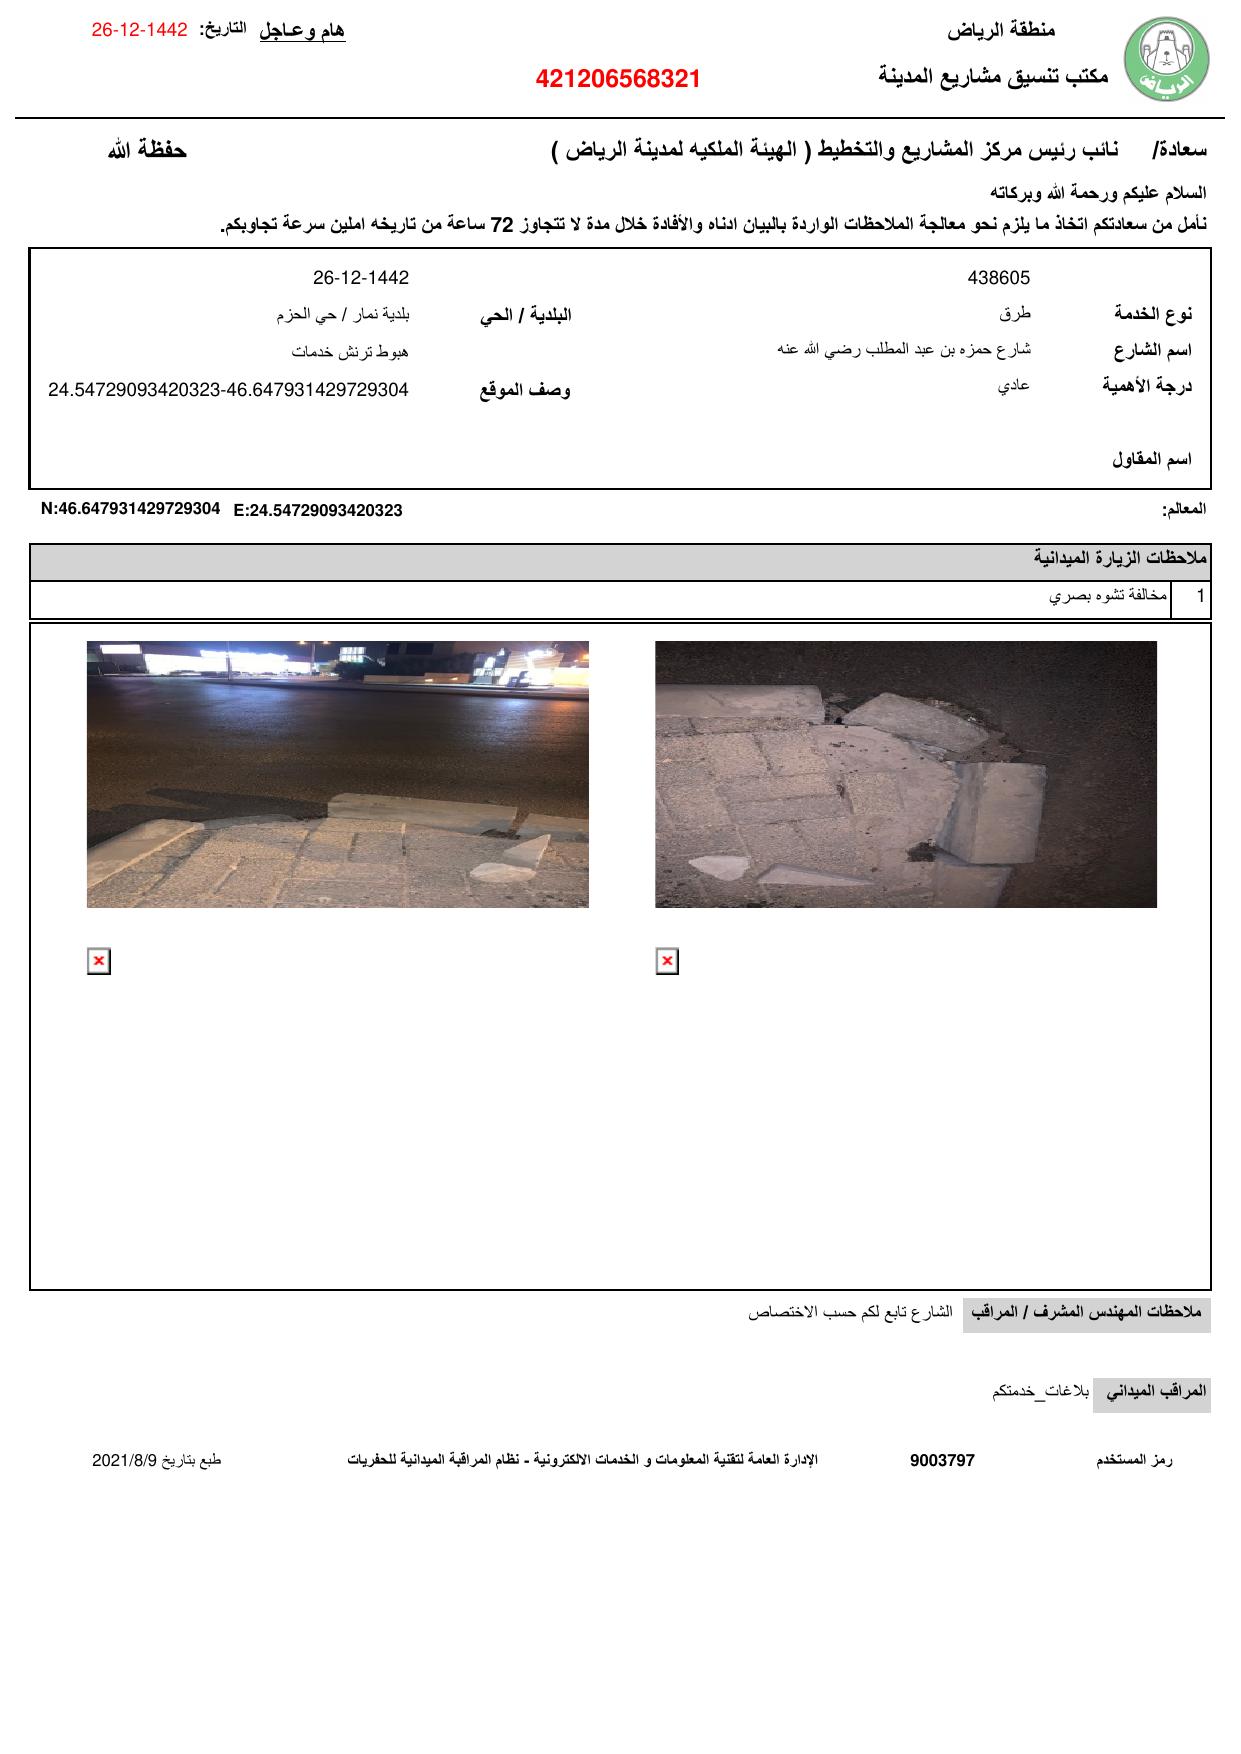 منطقة الرياض
هام وعـاجل التاريخ: 26-12-1442
مكتب تنسيق مشاريع المدينة
421206568321
الرياض
سعادة/ نائب رئيس مركز المشاريع والتخطيط ( الهيئة الملكيه لمدينة الرياض ) حفظة الله
السلام عليكم ورحمة الله وبركاته
نأمل من سعادتكم اتخاذ ما يلزم نحو معالجة الملاحظات الواردة بالبيان ادناه والأفادة خلال مدة لا تتجاوز 72 ساعة من تاريخه املين سرعة تجاوبكم.
438605 26-12-1442
نوع الخدمة طرق البلدية / الحي بلدية نمار / حي الحزم
اسم الشارع شارع حمزه بن عبد المطلب رضي الله عنه هبوط ترنش خدمات
درجة الأهمية عادي وصف الموقع 24.54729093420323-46.647931429729304
اسم المقاول
المعالم: E:24.54729093420323 N:46.647931429729304
ملاحظات الزيارة الميدانية
1 مخالفة تشوه بصري
ملاحظات المهندس المشرف / المراقب الشارع تابع لكم حسب الاختصاص
المراقب الميداني بلاغات_خدمتكم
رمز المستخدم 9003797 الإدارة العامة لتقنية المعلومات و الخدمات الالكترونية - نظام المراقبة الميدانية للحفريات طبع بتاريخ 2021/8/9